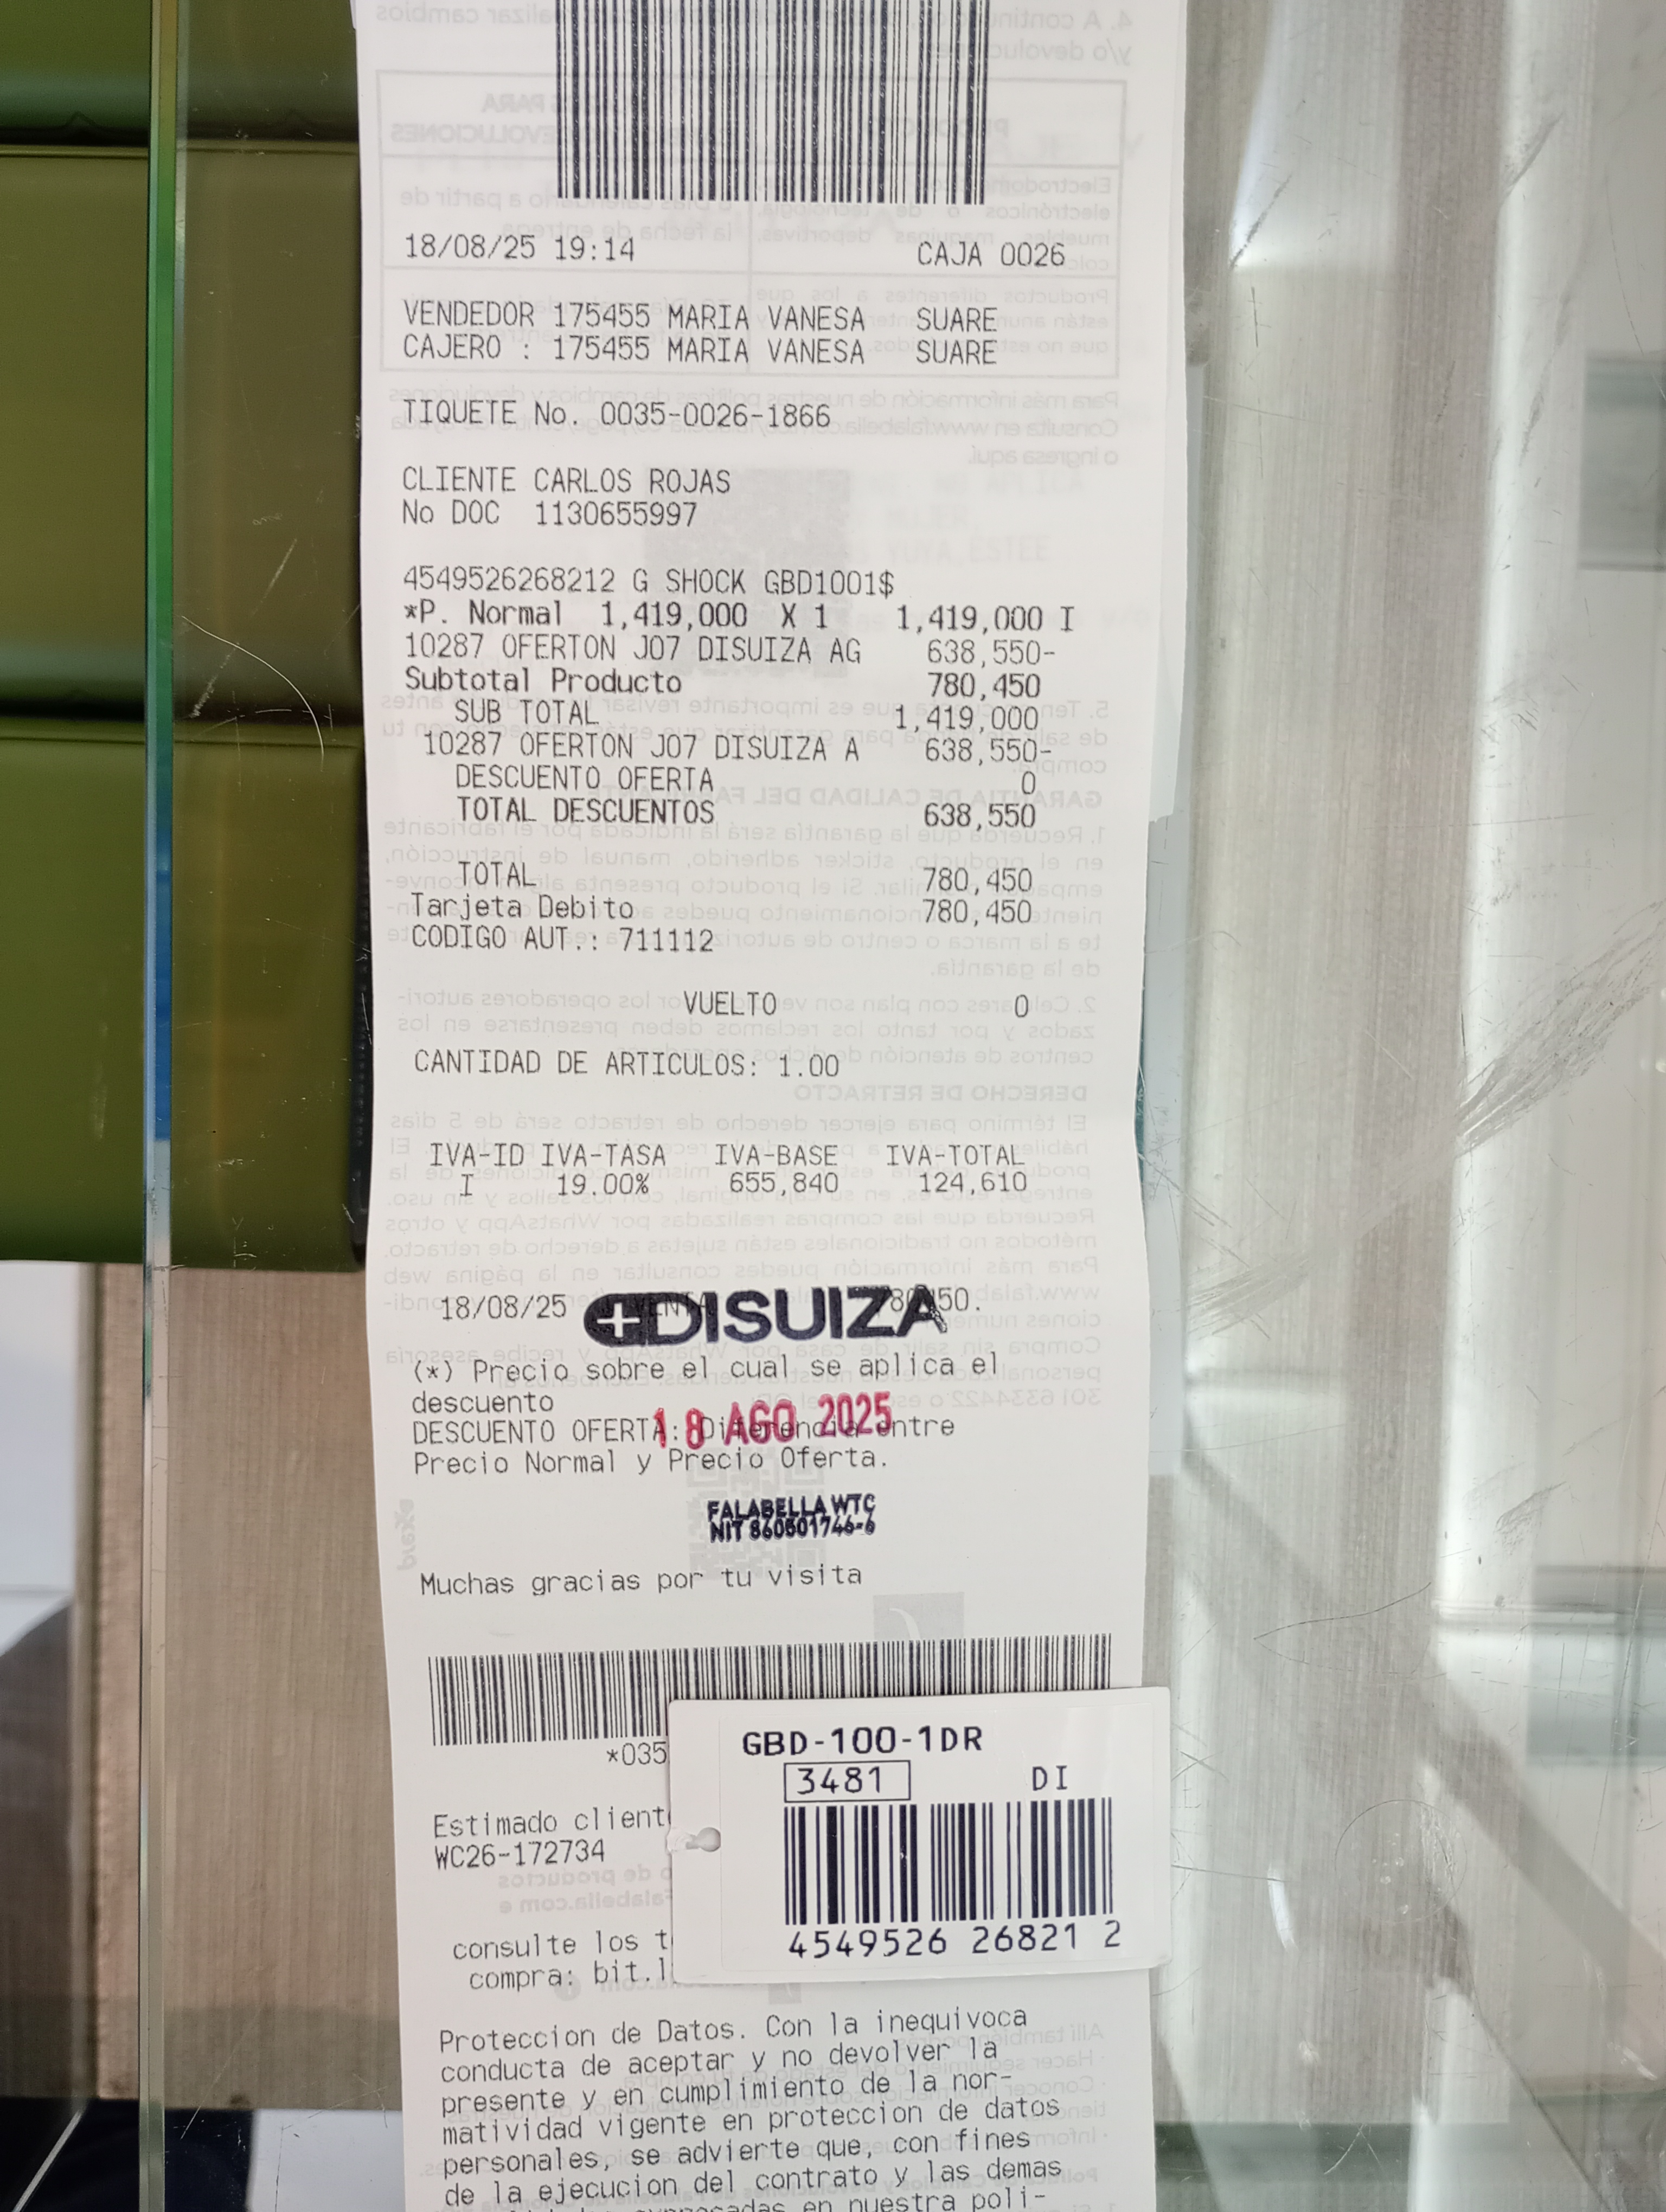 18/08/25 19:14 CAJA 0026
VENDEDOR 175455 MARIA VANESA SUARE
CAJERO : 175455 MARIA VANESA SUARE
TIQUETE No. 0035-0026-1866
CLIENTE CARLOS ROJAS
No DOC 1130655997
4549526268212 G SHOCK GBD1001$
*P. Normal 1,419,000 X 1 1,419,000 I
10287 OFERTON J07 DISUIZA AG 638,550-
Subtotal Producto 780,450
SUB TOTAL 1,419,000
10287 OFERTON J07 DISUIZA A 638,550-
DESCUENTO OFERTA 0
TOTAL DESCUENTOS 638,550
TOTAL 780,450
Tarjeta Debito 780,450
CODIGO AUT.: 711112
VUELTO 0
CANTIDAD DE ARTICULOS: 1.00
IVA-ID IVA-TASA IVA-BASE IVA-TOTAL
I 19.00% 655,840 124,610
18/08/25
DISUIZA
(*) Precio sobre el cual se aplica el
descuento
18 AGO 2025
DESCUENTO OFERTA: Diferencia entre
Precio Normal y Precio Oferta.
FALABELLA WTC
NIT 860501746-6
Muchas gracias por tu visita
*035
GBD-100-1DR
3481 DI
4549526 26821 2
Estimado client
WC26-172734
consulte los t
compra: bit.l
Proteccion de Datos. Con la inequivoca
conducta de aceptar y no devolver la
presente y en cumplimiento de la nor-
matividad vigente en proteccion de datos
personales, se advierte que, con fines
de la ejecucion del contrato y las demas
en nuestra poli-